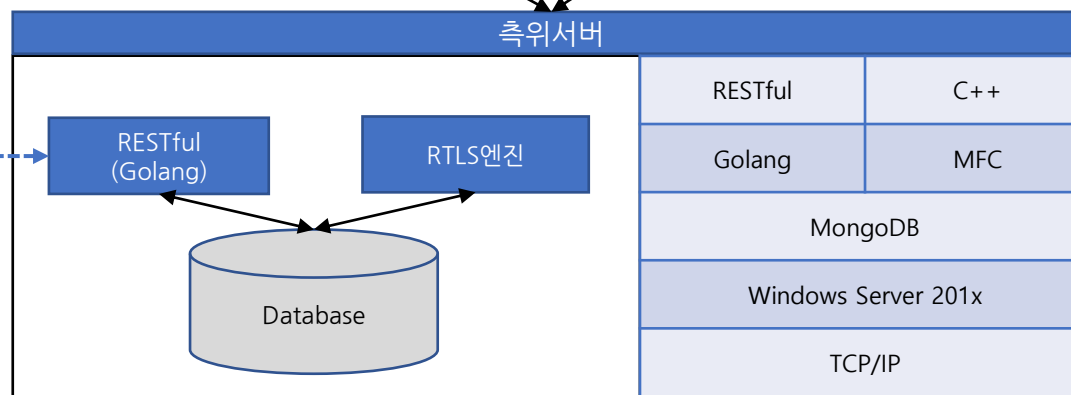 측위서버
RESTful
(Golang)
RTLS엔진
Database
RESTful
C++
Golang
MFC
MongoDB
Windows Server 201x
TCP/IP